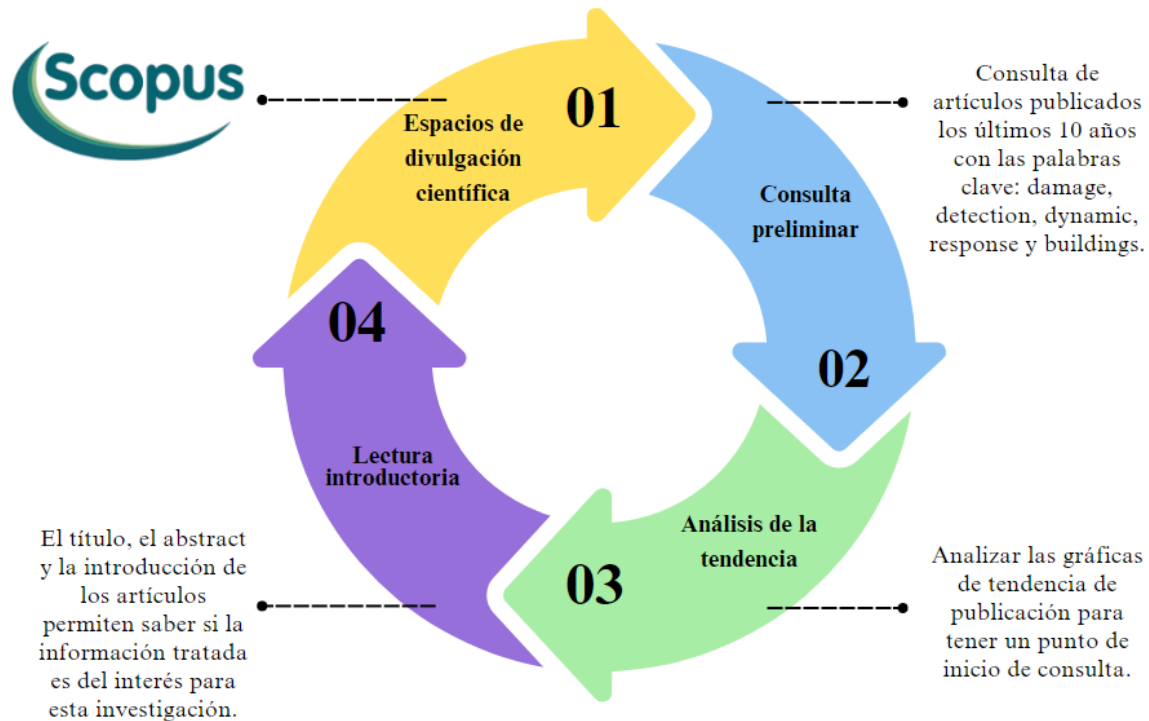 Scopus
01
Espacios de
divulgación
científica
Consulta de
artículos publicados
los últimos 10 años
con las palabras
clave: damage,
detection, dynamic,
response y buildings.
Consulta
preliminar
02
Análisis de la
tendencia
03
Analizar las gráficas
de tendencia de
publicación para
tener un punto de
inicio de consulta.
04
Lectura
introductoria
El título, el abstract
y la introducción de
los artículos
permiten saber si la
información tratada
es del interés para
esta investigación.